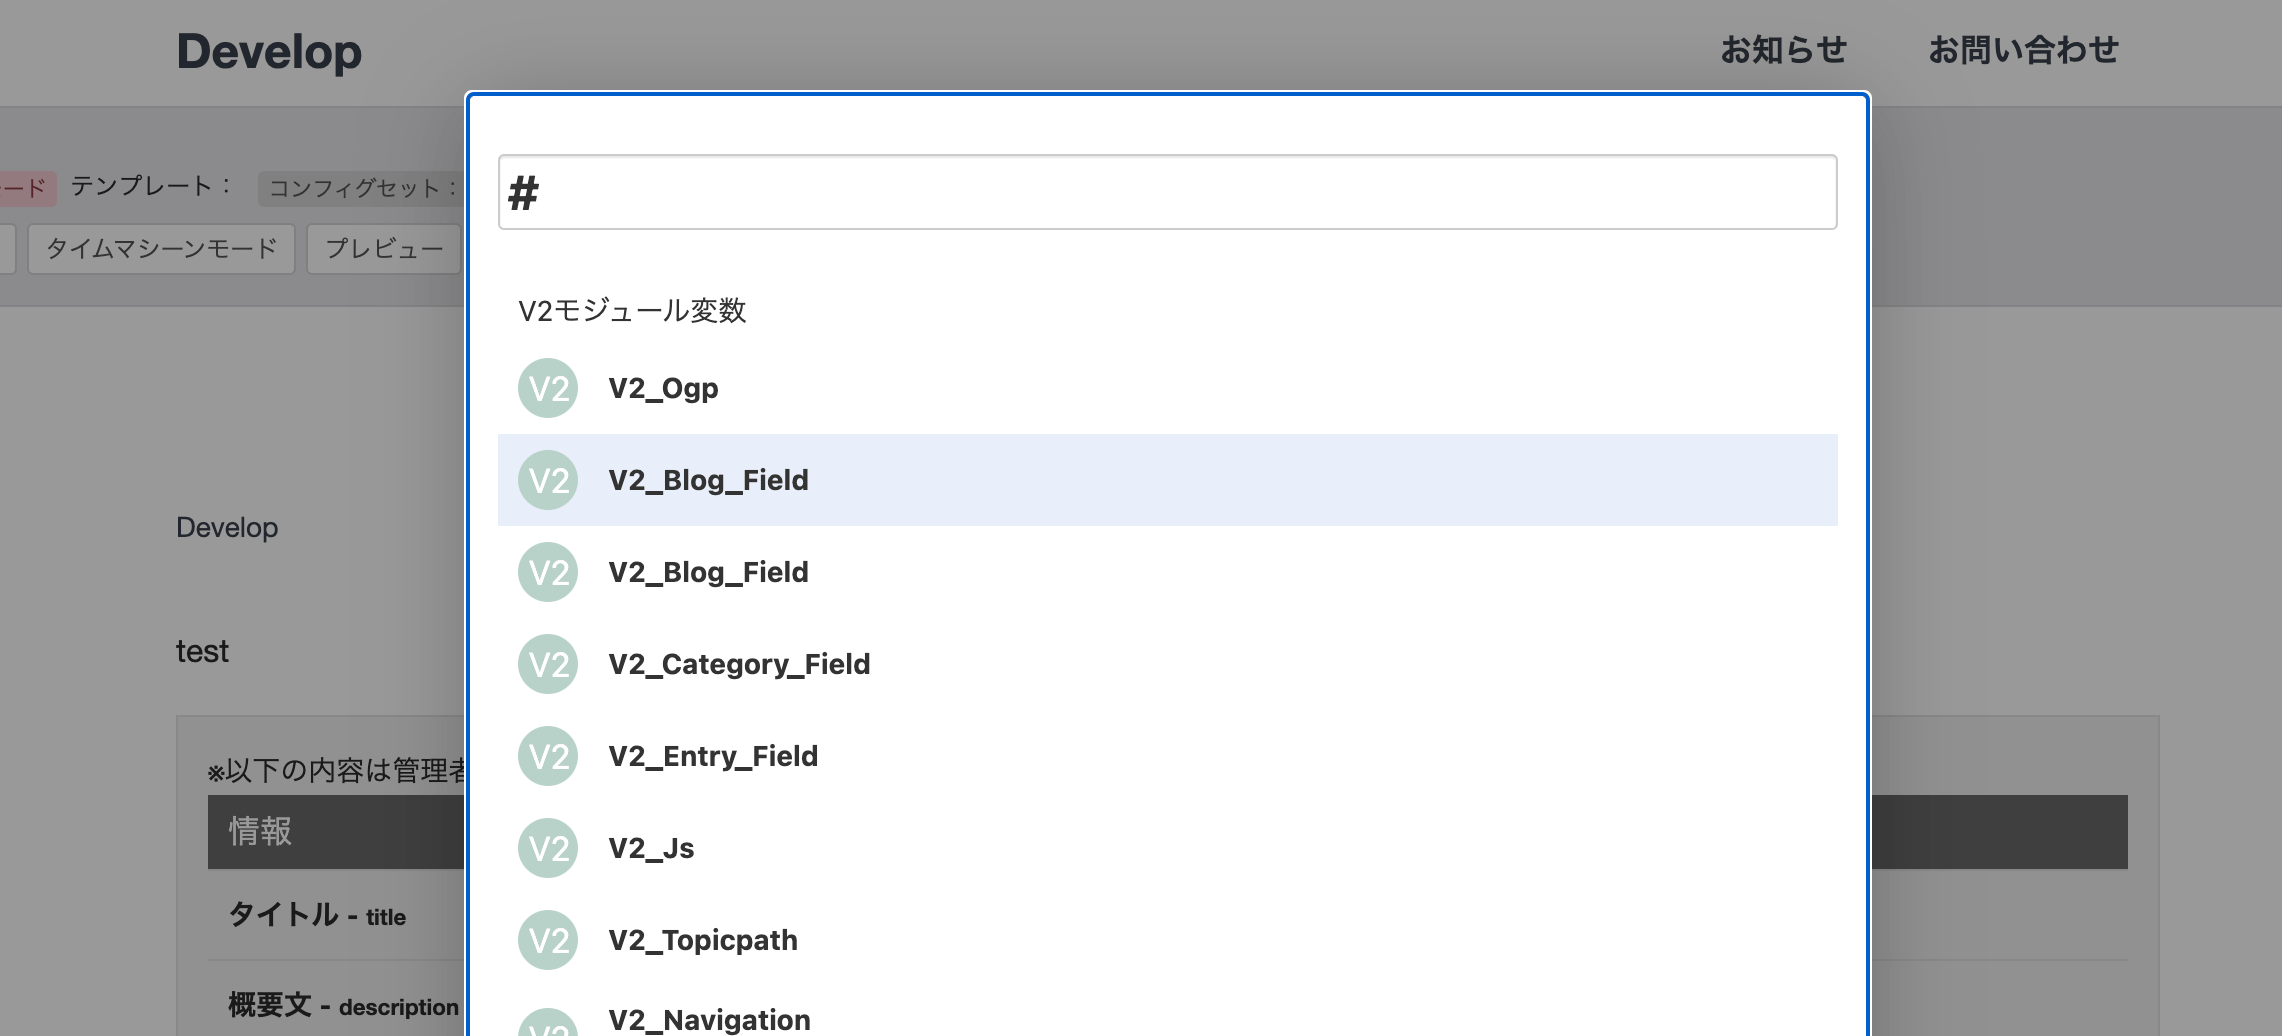 Develop
お知らせ
お問い合わせ
ード
テンプレート：
コンフィグセット：
タイムマシーンモード
プレビュー
#
V2モジュール変数
V2 V2_Ogp
V2 V2_Blog_Field
V2 V2_Blog_Field
V2 V2_Category_Field
V2 V2_Entry_Field
V2 V2_Js
V2 V2_Topicpath
V2 V2_Navigation
Develop
test
※以下の内容は管理者
情報
タイトル - title
概要文 - description